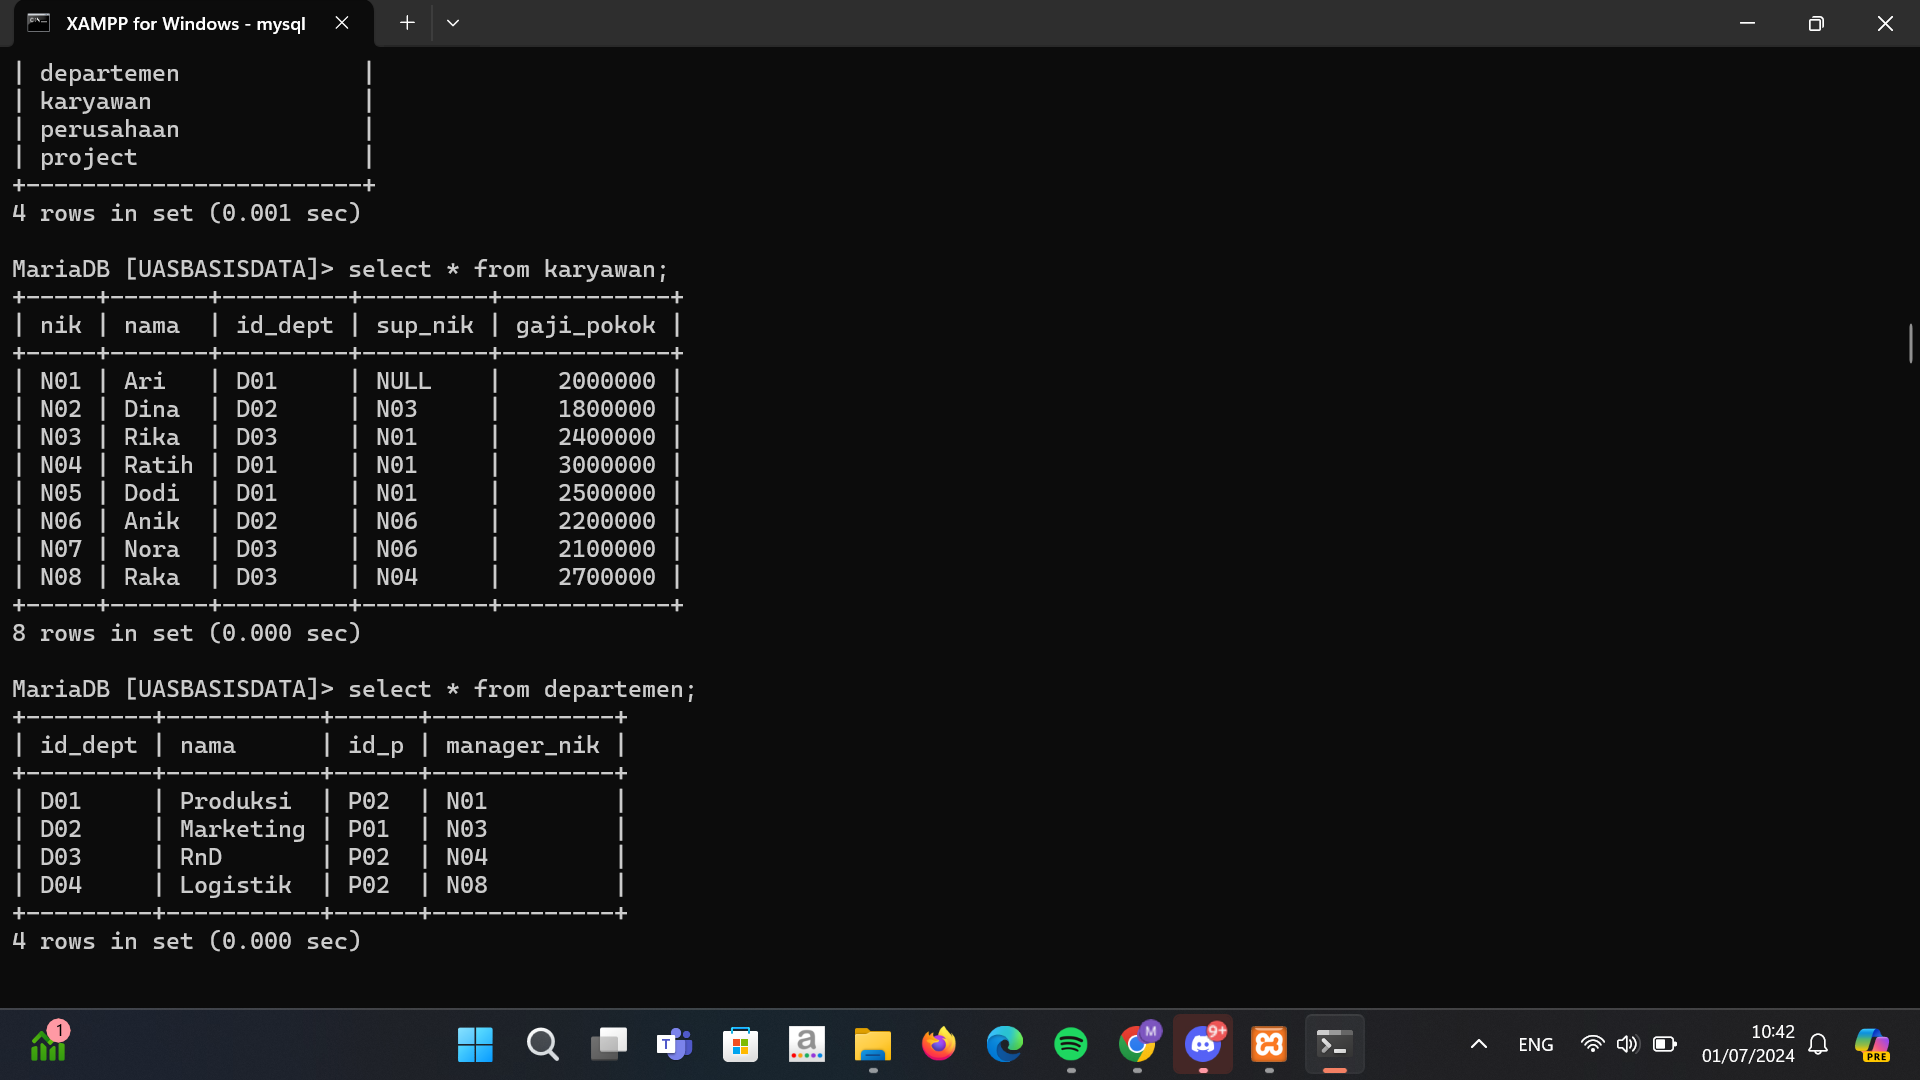 XAMPP for Windows - mysql
| departemen             |
| karyawan               |
| perusahaan             |
| project                |
+------------------------+
4 rows in set (0.001 sec)
MariaDB [UASBASISDATA]> select * from karyawan;
+-----+-------+---------+---------+------------+
| nik | nama  | id_dept | sup_nik | gaji_pokok |
+-----+-------+---------+---------+------------+
| N01 | Ari   | D01     | NULL    |    2000000 |
| N02 | Dina  | D02     | N03     |    1800000 |
| N03 | Rika  | D03     | N01     |    2400000 |
| N04 | Ratih | D01     | N01     |    3000000 |
| N05 | Dodi  | D01     | N01     |    2500000 |
| N06 | Anik  | D02     | N06     |    2200000 |
| N07 | Nora  | D03     | N06     |    2100000 |
| N08 | Raka  | D03     | N04     |    2700000 |
+-----+-------+---------+---------+------------+
8 rows in set (0.000 sec)
MariaDB [UASBASISDATA]> select * from departemen;
+---------+-----------+------+-------------+
| id_dept | nama      | id_p | manager_nik |
+---------+-----------+------+-------------+
| D01     | Produksi  | P02  | N01         |
| D02     | Marketing | P01  | N03         |
| D03     | RnD       | P02  | N04         |
| D04     | Logistik  | P02  | N08         |
+---------+-----------+------+-------------+
4 rows in set (0.000 sec)
1
T
a
M
9+
ENG
10:42
01/07/2024
PRE